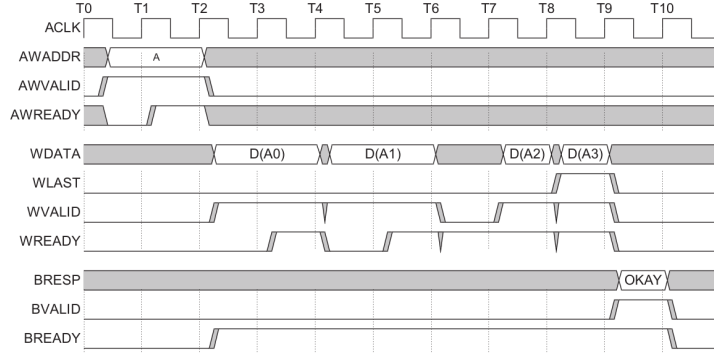 T0 T1 T2 T3 T4 T5 T6 T7 T8 T9 T10
ACLK
AWADDR A
AWVALID
AWREADY
WDATA D(A0) D(A1) D(A2) D(A3)
WLAST
WVALID
WREADY
BRESP OKAY
BVALID
BREADY